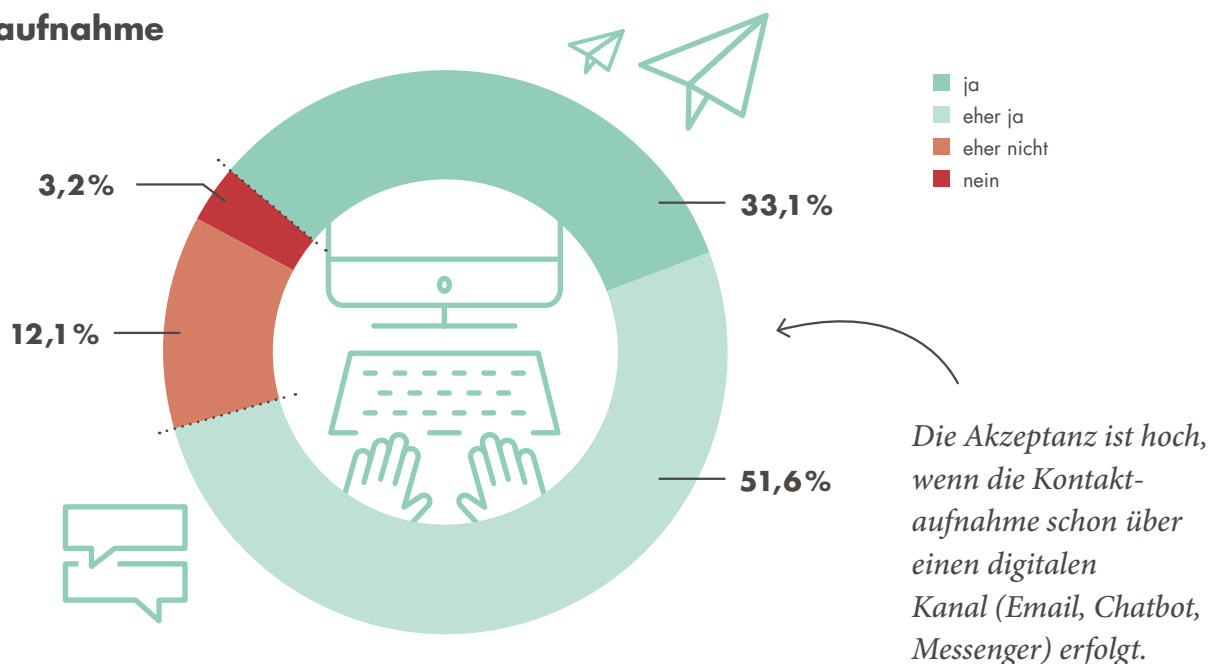 aufnahme
ja
eher ja
eher nicht
nein
3,2%
33,1%
12,1%
51,6%
Die Akzeptanz ist hoch,
wenn die Kontakt-
aufnahme schon über
einen digitalen
Kanal (Email, Chatbot,
Messenger) erfolgt.